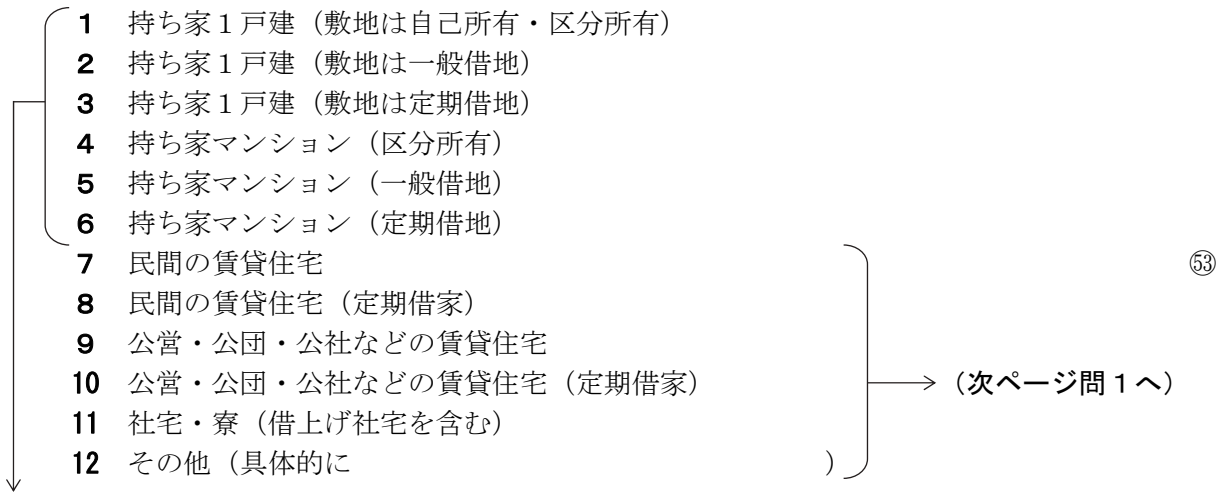 1 持ち家１戸建（敷地は自己所有・区分所有）
2 持ち家１戸建（敷地は一般借地）
3 持ち家１戸建（敷地は定期借地）
4 持ち家マンション（区分所有）
5 持ち家マンション（一般借地）
6 持ち家マンション（定期借地）
7 民間の賃貸住宅 ㊾
8 民間の賃貸住宅（定期借家）
9 公営・公団・公社などの賃貸住宅
10 公営・公団・公社などの賃貸住宅（定期借家） （次ページ問１へ）
11 社宅・寮（借上げ社宅を含む）
12 その他（具体的に ）